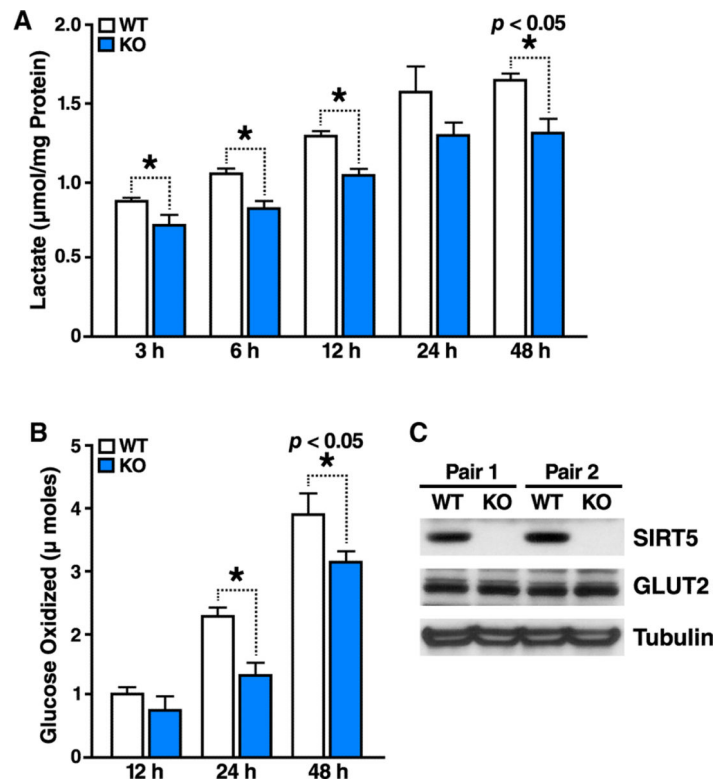 A
WT
KO
Lactate (μmol/mg Protein)
2.0
1.5
1.0
0.5
0
*
*
*
p < 0.05
*
3 h
6 h
12 h
24 h
48 h
B
WT
KO
Glucose Oxidized (μ moles)
5
4
3
2
1
0
*
p < 0.05
*
12 h
24 h
48 h
C
Pair 1 Pair 2
WT KO WT KO
SIRT5
GLUT2
Tubulin